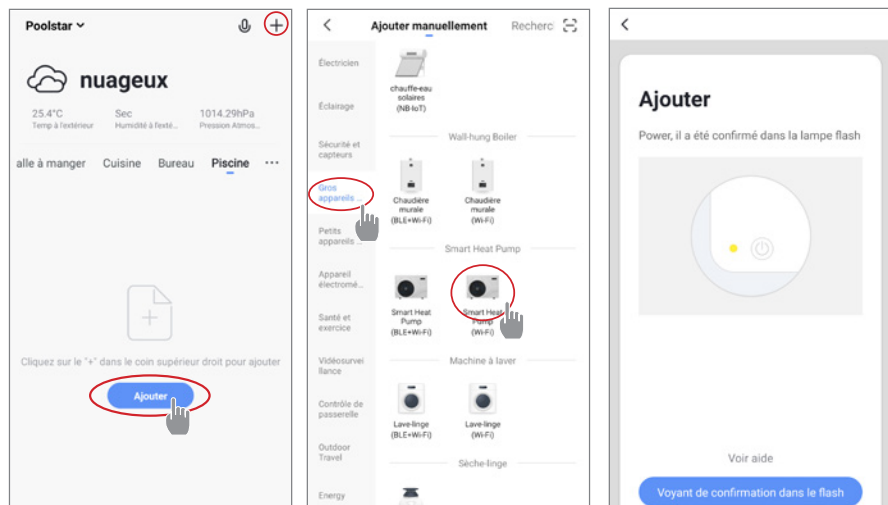 Poolstar
nuageux
25.4°C Sec 1014.29hPa
Temp à l'extérieur Humidité à l'exté... Pression Atmos...
alle à manger Cuisine Bureau Piscine ...
Cliquez sur le "+" dans le coin supérieur droit pour ajouter
Ajouter
Ajouter manuellement Recherc
Électricien
Éclairage
Sécurité et
capteurs
Gros
appareils ...
Petits
appareils ...
Appareil
électromé...
Santé et
exercice
Vidéosurvei
llance
Contrôle de
passerelle
Outdoor
Travel
Energy
chauffe-eau
solaires
(NB-IoT)
Wall-hung Boiler
Chaudière
murale
(BLE+Wi-Fi)
Chaudière
murale
(Wi-Fi)
Smart Heat Pump
Smart Heat
Pump
(BLE+Wi-Fi)
Smart Heat
Pump
(Wi-Fi)
Machine à laver
Lave-linge
(BLE+Wi-Fi)
Lave-linge
(Wi-Fi)
Sèche-linge
Ajouter
Power, il a été confirmé dans la lampe flash
Voir aide
Voyant de confirmation dans le flash